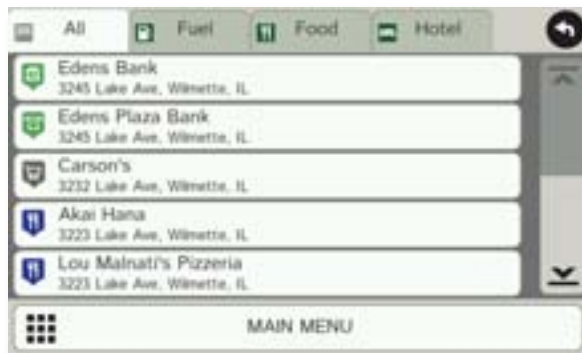 All Fuel Food Hotel
Edens Bank
3245 Lake Ave, Wilmette, IL
Edens Plaza Bank
3245 Lake Ave, Wilmette, IL
Carson's
3232 Lake Ave, Wilmette, IL
Akai Hana
3223 Lake Ave, Wilmette, IL
Lou Malnati's Pizzeria
3223 Lake Ave, Wilmette, IL
MAIN MENU